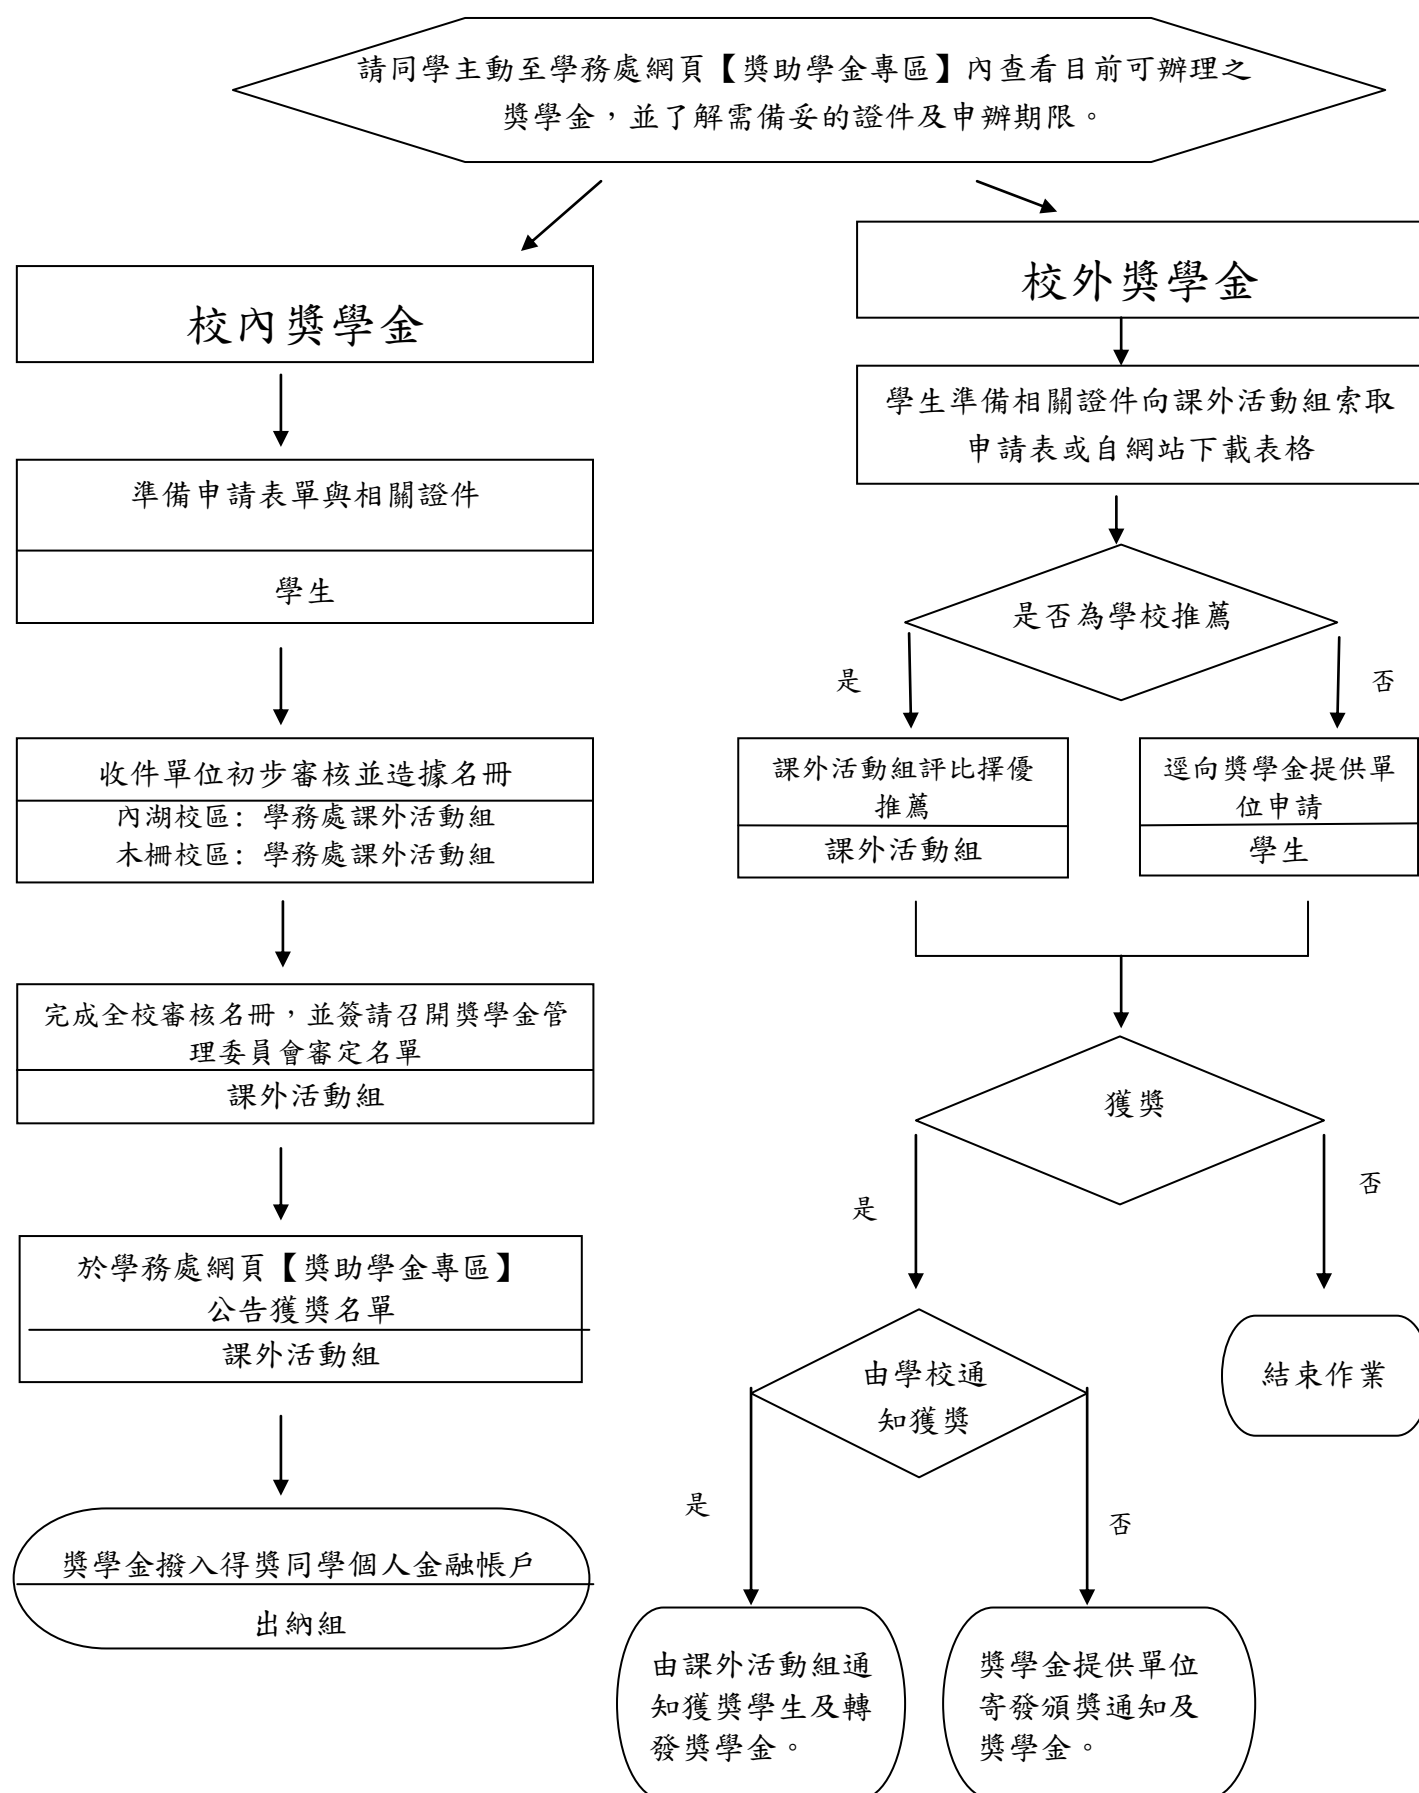 請同學主動至學務處網頁【獎助學金專區】內查看目前可辦理之
獎學金，並了解需備妥的證件及申辦期限。
校內獎學金
準備申請表單與相關證件
學生
收件單位初步審核並造據名冊
內湖校區: 學務處課外活動組
木柵校區: 學務處課外活動組
完成全校審核名冊，並簽請召開獎學金管
理委員會審定名單
課外活動組
於學務處網頁【獎助學金專區】
公告獲獎名單
課外活動組
獎學金撥入得獎同學個人金融帳戶
出納組
校外獎學金
學生準備相關證件向課外活動組索取
申請表或自網站下載表格
是否為學校推薦
是
否
課外活動組評比擇優
推薦
課外活動組
逕向獎學金提供單
位申請
學生
獲獎
是
否
由學校通
知獲獎
結束作業
是
否
由課外活動組通
知獲獎學生及轉
發獎學金。
獎學金提供單位
寄發頒獎通知及
獎學金。